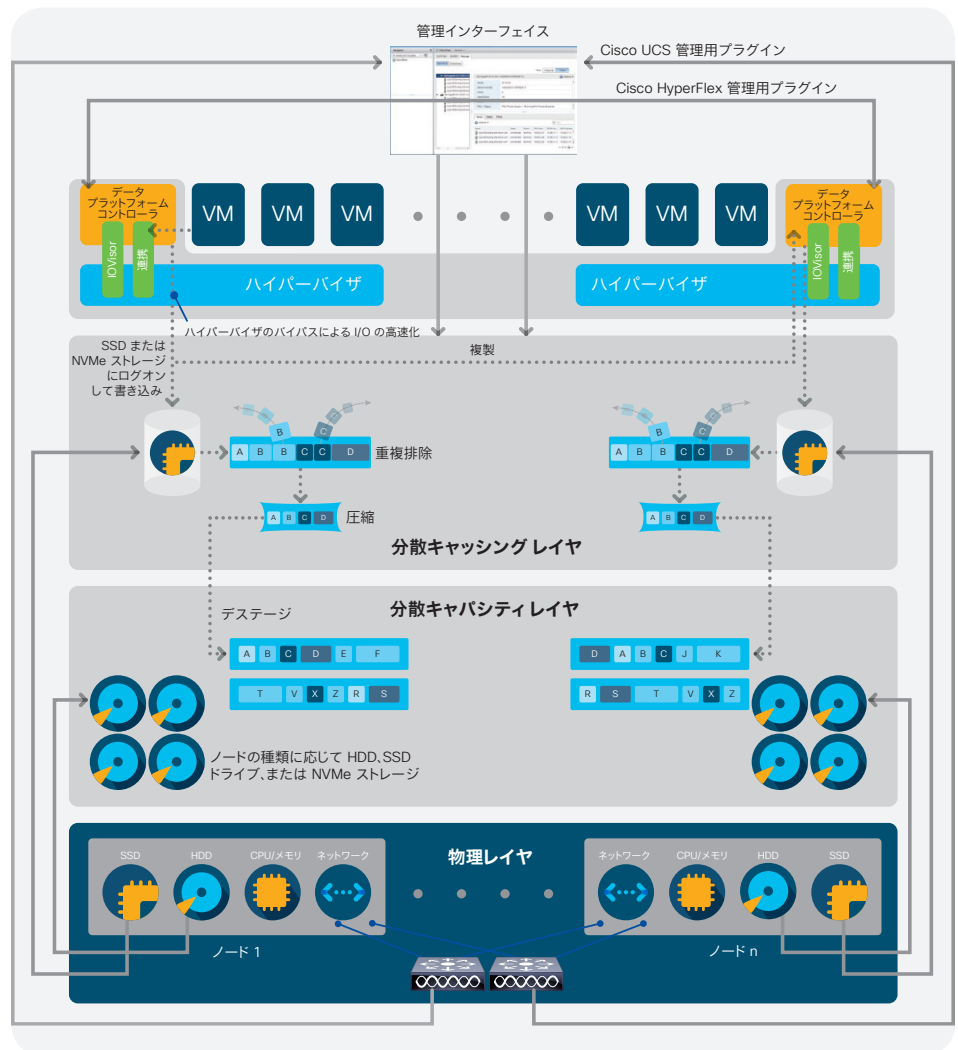 管理インターフェイス
Cisco UCS 管理用プラグイン
Cisco HyperFlex 管理用プラグイン
データ
プラットフォーム
コントローラ
IOVisor
連携
VM
VM
VM
VM
VM
VM
データ
プラットフォーム
コントローラ
IOVisor
連携
ハイパーバイザ
ハイパーバイザ
ハイパーバイザのバイパスによる I/O の高速化
SSD または
NVMe ストレージ
にログオン
して書き込み
複製
B
C
A B B C C D
重複排除
B
C
A B B C C D
A B C D
圧縮
A B C D
分散キャッシング レイヤ
分散キャパシティ レイヤ
デステージ
A B C D E F
D A B C J K
T V X Z R S
R S T V X Z
ノードの種類に応じて HDD、SSD
ドライブ、または NVMe ストレージ
物理レイヤ
SSD
HDD
CPU/メモリ
ネットワーク
ネットワーク
CPU/メモリ
HDD
SSD
ノード 1
ノード n